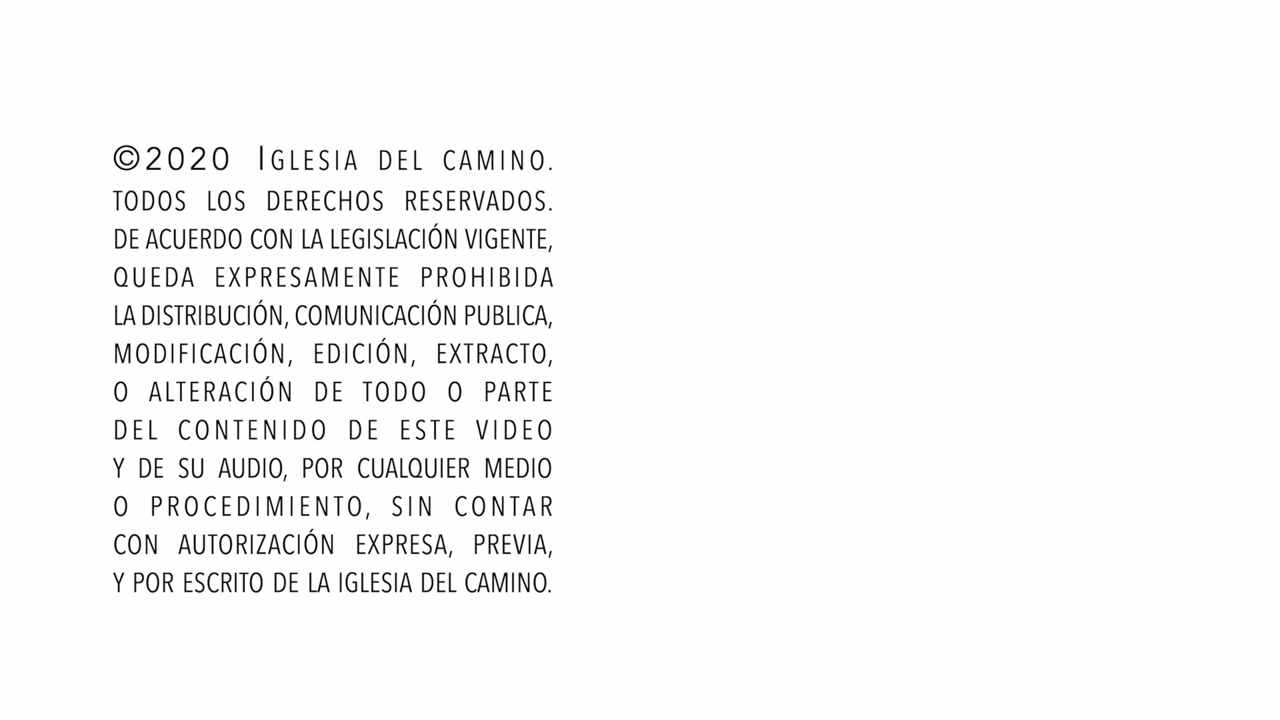 ©2020 Iglesia del camino.
TODOS LOS DERECHOS RESERVADOS.
DE ACUERDO CON LA LEGISLACIÓN VIGENTE,
QUEDA EXPRESAMENTE PROHIBIDA
LA DISTRIBUCIÓN, COMUNICACIÓN PUBLICA,
MODIFICACIÓN, EDICIÓN, EXTRACTO,
O ALTERACIÓN DE TODO O PARTE
DEL CONTENIDO DE ESTE VIDEO
Y DE SU AUDIO, POR CUALQUIER MEDIO
O PROCEDIMIENTO, SIN CONTAR
CON AUTORIZACIÓN EXPRESA, PREVIA,
Y POR ESCRITO DE LA IGLESIA DEL CAMINO.